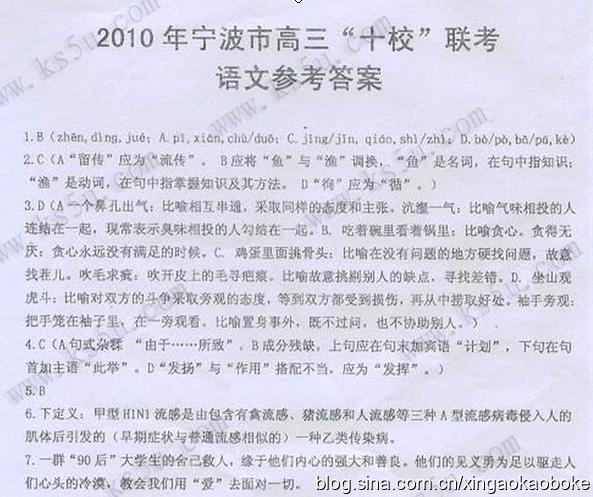 2010年宁波市高三“十校”联考
语文参考答案
1.B（zhēn,dìng,jué；A.pī,xiàn,chù/duō；C.jīng/jīn,qiáo,shì/zhì；D.bò/pò,bā/pā,kè）
2.C（A“留传”应为“流传”。B应将“鱼”与“渔”调换，“鱼”是名词，在句中指知识；
“渔”是动词，在句中指掌握知识及其方法。D“徇”应为“循”。）
3.D（A一个鼻孔出气：比喻相互串通，采取同样的态度和主张。沆瀣一气：比喻气味相投的人
连结在一起，现常表示臭味相投的人勾结在一起。B. 吃着碗里看着锅里：比喻贪心。贪得无
厌：贪心永远没有满足的时候。C. 鸡蛋里面挑骨头：比喻在没有问题的地方硬找问题，故意
找茬儿。吹毛求疵：吹开皮上的毛寻疤痕。比喻故意挑剔别人的缺点，寻找差错。D. 坐山观
虎斗：比喻对双方的斗争采取旁观的态度，等到双方都受到损伤，再从中捞取好处。袖手旁观：
把手笼在袖子里，在一旁观看。比喻置身事外，既不过问，也不协助别人。）
4.C（A句式杂糅 “由于……所致”。B成分残缺，上句应在句末加宾语“计划”，下句在句
首加主语“此举”。D“发扬”与“作用”搭配不当，应为“发挥”。）
5.B
6.下定义：甲型H1N1流感是由包含有禽流感、猪流感和人流感等三种A型流感病毒侵入人的
肌体后引发的（早期症状与普通流感相似的）一种乙类传染病。
7.一群“90后”大学生的舍己救人，缘于他们内心的强大和善良。他们的见义勇为足以驱走人
们心头的冷漠，教会我们用“爱”去面对一切。
blog.sina.com.cn/xingaokaoboke
www.ks5u.com